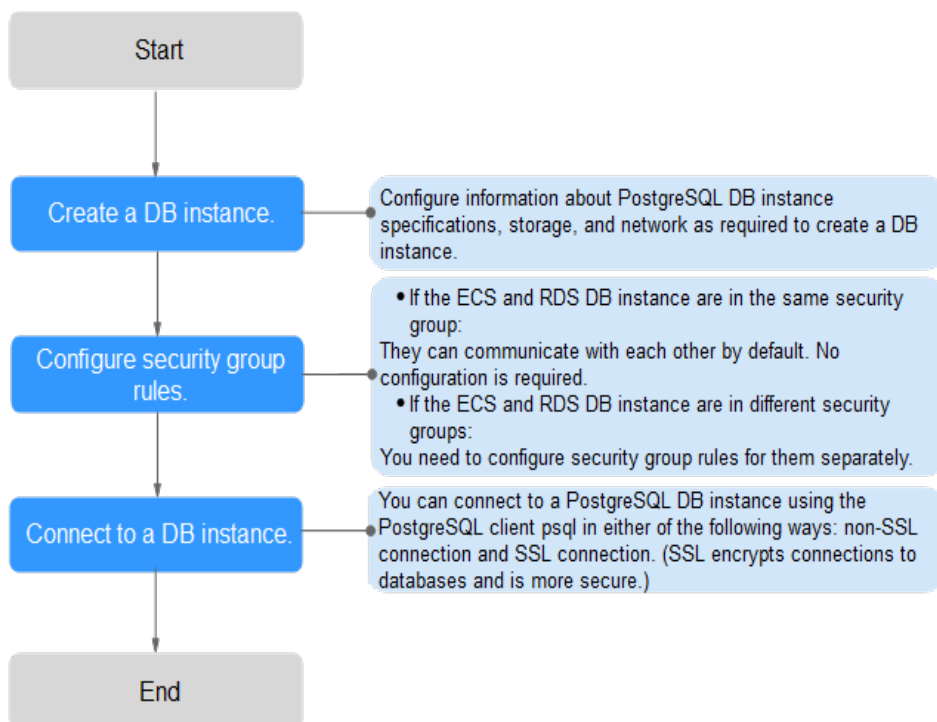 Start
Create a DB instance.
Configure information about PostgreSQL DB instance
specifications, storage, and network as required to create a DB
instance.
Configure security group
rules.
• If the ECS and RDS DB instance are in the same security
group:
They can communicate with each other by default. No
configuration is required.
• If the ECS and RDS DB instance are in different security
groups:
You need to configure security group rules for them separately.
Connect to a DB instance.
You can connect to a PostgreSQL DB instance using the
PostgreSQL client psql in either of the following ways: non-SSL
connection and SSL connection. (SSL encrypts connections to
databases and is more secure.)
End